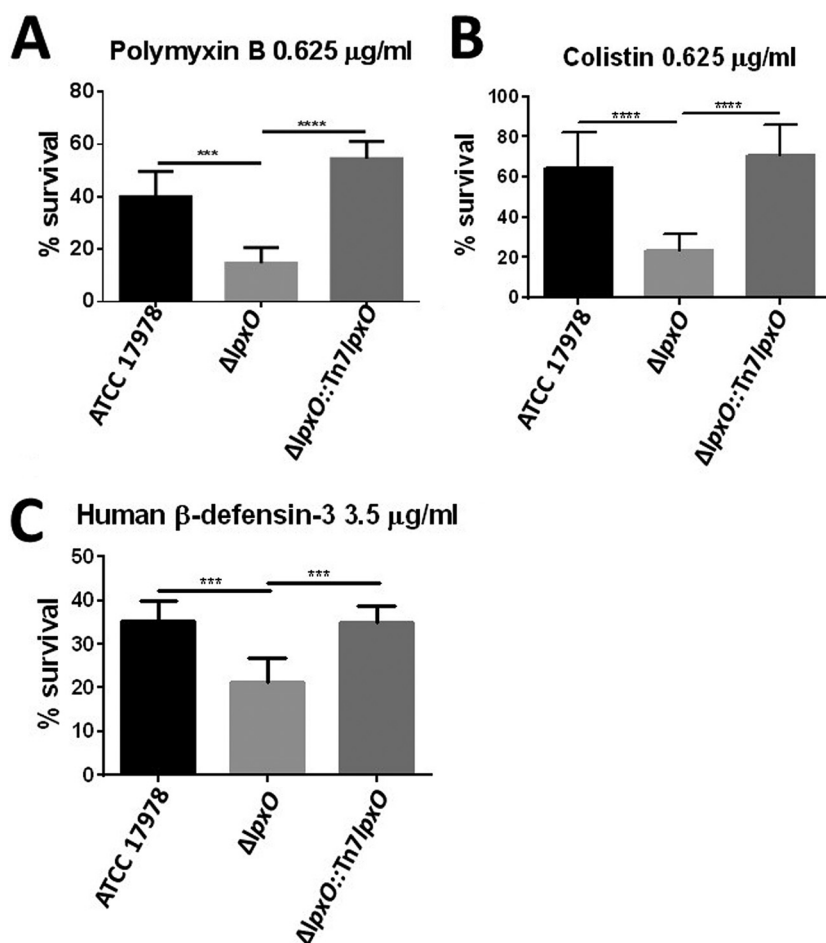 A
Polymyxin B 0.625 μg/ml
% survival
80
60
40
20
0
***
****
ATCC 17978
ΔlpxO
ΔlpxO::Tn7lpxO
B
Colistin 0.625 μg/ml
% survival
100
80
60
40
20
0
****
****
ATCC 17978
ΔlpxO
ΔlpxO::Tn7lpxO
C
Human β-defensin-3 3.5 μg/ml
% survival
50
40
30
20
10
0
***
***
ATCC 17978
ΔlpxO
ΔlpxO::Tn7lpxO